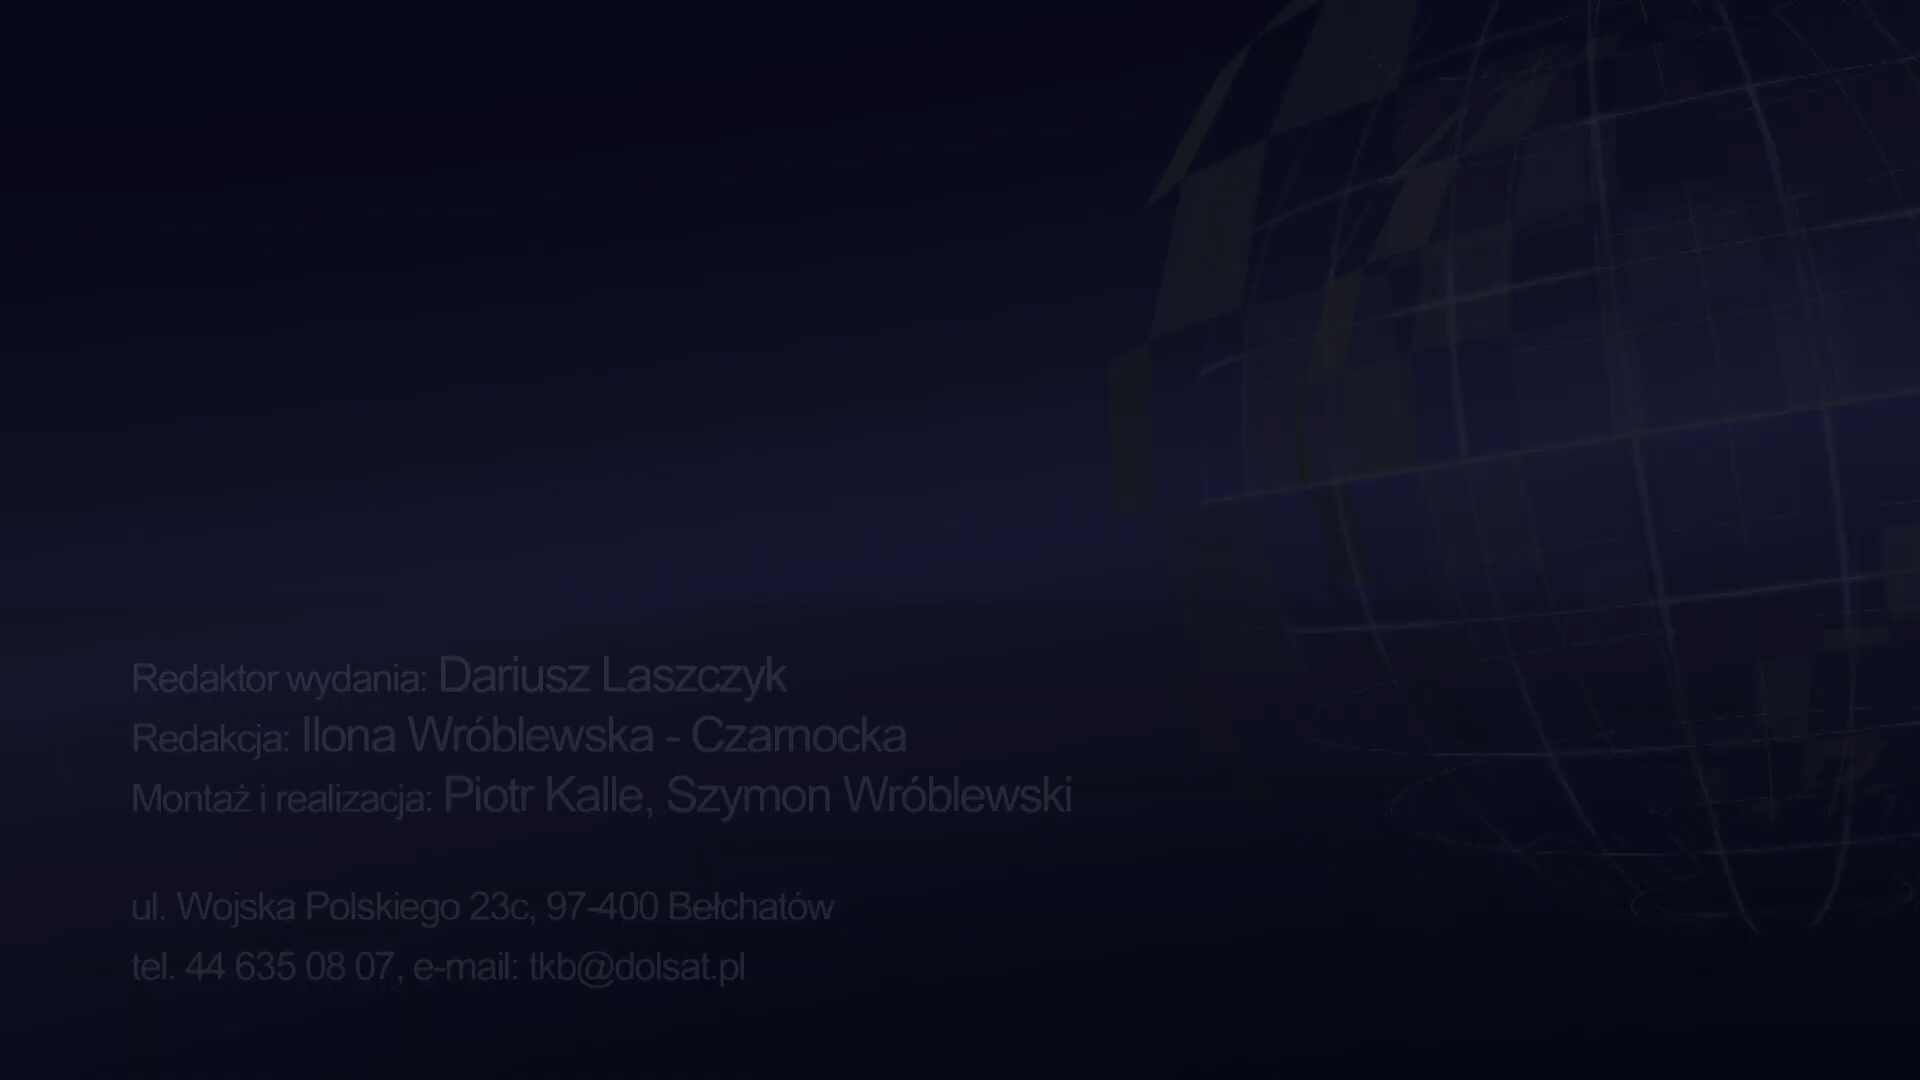 Redaktor wydania: Dariusz Laszczyk
Redakcja: Ilona Wróblewska - Czarnocka
Montaż i realizacja: Piotr Kalle, Szymon Wróblewski
ul. Wojska Polskiego 23c, 97-400 Bełchatów
tel. 44 635 08 07, e-mail: tkb@dolsat.pl